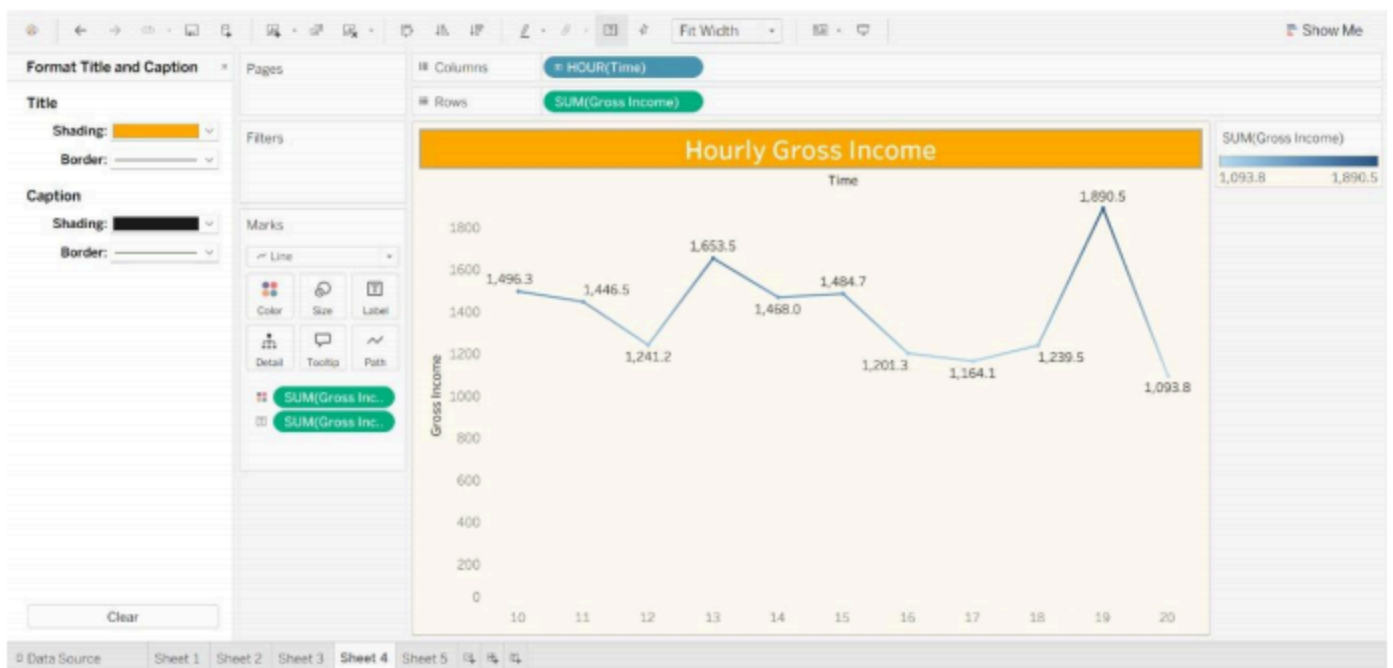 Fit Width
Show Me
Format Title and Caption
Title
Shading:
Border:
Caption
Shading:
Border:
Clear
Pages
Filters
Marks
Line
Color Size Label
Detail Tooltip Path
SUM(Gross Inc..
SUM(Gross Inc..
Columns HOUR(Time)
Rows SUM(Gross Income)
Hourly Gross Income
Time
Gross Income
1800
1600
1400
1200
1000
800
600
400
200
0
1,496.3
1,446.5
1,241.2
1,653.5
1,468.0
1,484.7
1,201.3
1,164.1
1,239.5
1,890.5
1,093.8
10 11 12 13 14 15 16 17 18 19 20
SUM(Gross Income)
1,093.8 1,890.5
Data Source Sheet 1 Sheet 2 Sheet 3 Sheet 4 Sheet 5